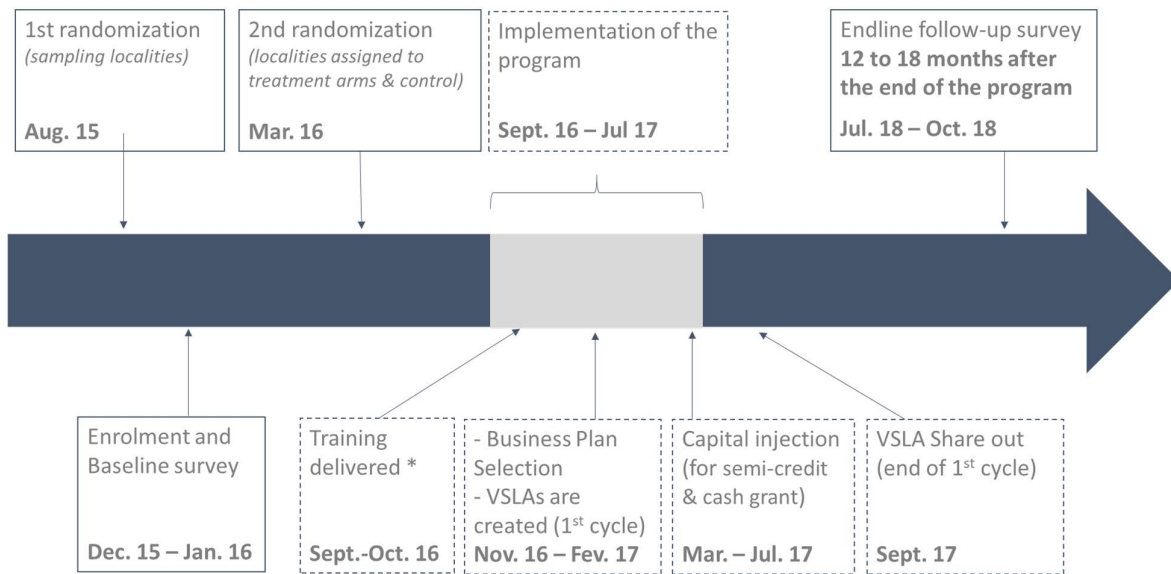 1st randomization
(sampling localities)
Aug. 15
2nd randomization
(localities assigned to
treatment arms & control)
Mar. 16
Implementation of the
program
Sept. 16 – Jul 17
Endline follow-up survey
12 to 18 months after
the end of the program
Jul. 18 – Oct. 18
Enrolment and
Baseline survey
Dec. 15 – Jan. 16
Training
delivered *
Sept.-Oct. 16
- Business Plan
Selection
- VSLAs are
created (1st cycle)
Nov. 16 – Fev. 17
Capital injection
(for semi-credit
& cash grant)
Mar. – Jul. 17
VSLA Share out
(end of 1st cycle)
Sept. 17